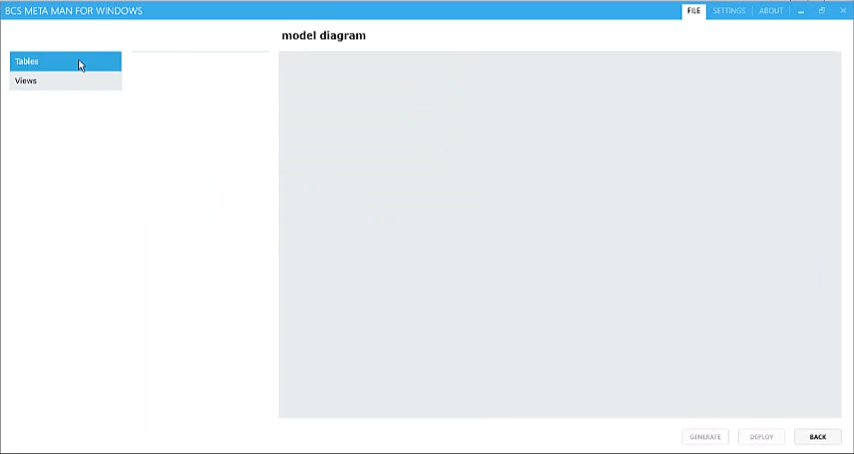 BCS META MAN FOR WINDOWS
FILE SETTINGS ABOUT
model diagram
Tables
Views
GENERATE DEPLOY BACK